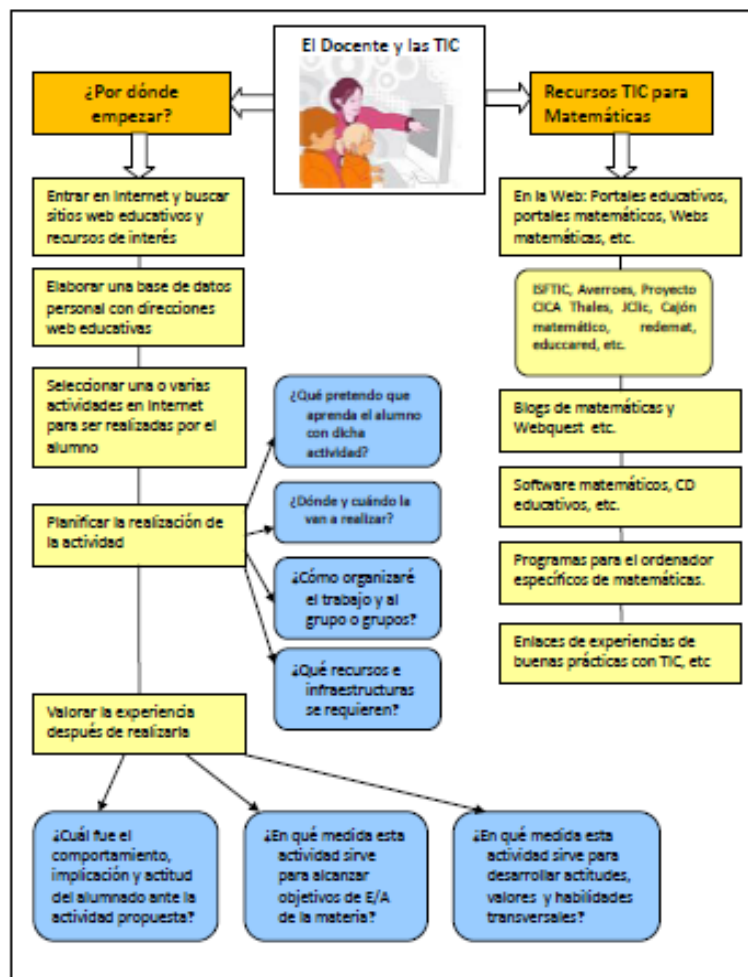 El Docente y las TIC
¿Por dónde
empezar?
Recursos TIC para
Matemáticas
Entrar en Internet y buscar
sitios web educativos y
recursos de interés
Elaborar una base de datos
personal con direcciones
web educativas
Seleccionar una o varias
actividades en Internet
para ser realizadas por el
alumno
Planificar la realización de
la actividad
¿Qué pretendo que
aprenda el alumno
con dicha
actividad?
¿Dónde y cuándo la
van a realizar?
¿Cómo organizaré
el trabajo y al
grupo o grupos?
¿Qué recursos e
infraestructuras
se requieren?
Valorar la experiencia
después de realizarla
¿Cuál fue el
comportamiento,
implicación y actitud
del alumnado ante la
actividad propuesta?
¿En qué medida esta
actividad sirve
para alcanzar
objetivos de E/A
de la materia?
¿En qué medida esta
actividad sirve para
desarrollar actitudes,
valores y habilidades
transversales?
En la Web: Portales educativos,
portales matemáticos, Webs
matemáticas, etc.
ISFTIC, Averroes, Proyecto
CICA Thales, JClic, Cajón
matemático, redemat,
educcared, etc.
Blogs de matemáticas y
Webquest etc.
Software matemáticos, CD
educativos, etc.
Programas para el ordenador
específicos de matemáticas.
Enlaces de experiencias de
buenas prácticas con TIC, etc